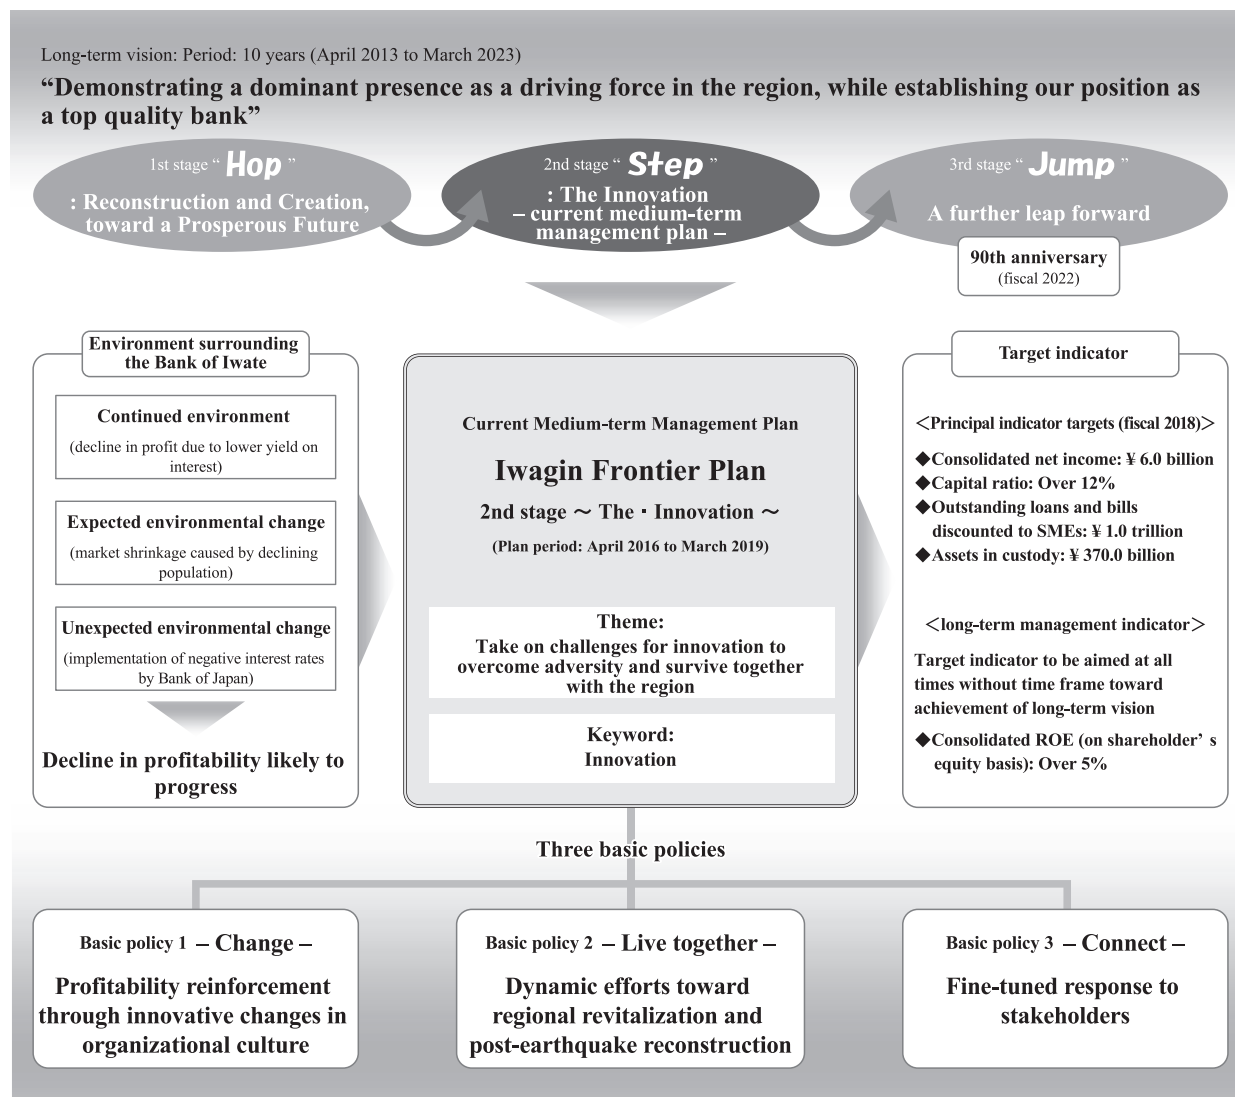 Long-term vision: Period: 10 years (April 2013 to March 2023)
“Demonstrating a dominant presence as a driving force in the region, while establishing our position as
a top quality bank”
1st stage “ Hop ”
: Reconstruction and Creation,
toward a Prosperous Future
2nd stage “ Step ”
: The Innovation
– current medium-term
management plan –
3rd stage “ Jump ”
A further leap forward
90th anniversary
(fiscal 2022)
Environment surrounding
the Bank of Iwate
Continued environment
(decline in profit due to lower yield on
interest)
Expected environmental change
(market shrinkage caused by declining
population)
Unexpected environmental change
(implementation of negative interest rates
by Bank of Japan)
Decline in profitability likely to
progress
Current Medium-term Management Plan
Iwagin Frontier Plan
2nd stage ～ The・Innovation ～
(Plan period: April 2016 to March 2019)
Theme:
Take on challenges for innovation to
overcome adversity and survive together
with the region
Keyword:
Innovation
Target indicator
＜Principal indicator targets (fiscal 2018)＞
◆Consolidated net income: ¥ 6.0 billion
◆Capital ratio: Over 12%
◆Outstanding loans and bills
discounted to SMEs: ¥ 1.0 trillion
◆Assets in custody: ¥ 370.0 billion
＜long-term management indicator＞
Target indicator to be aimed at all
times without time frame toward
achievement of long-term vision
◆Consolidated ROE (on shareholder’ s
equity basis): Over 5%
Three basic policies
Basic policy 1 – Change –
Profitability reinforcement
through innovative changes in
organizational culture
Basic policy 2 – Live together –
Dynamic efforts toward
regional revitalization and
post-earthquake reconstruction
Basic policy 3 – Connect –
Fine-tuned response to
stakeholders